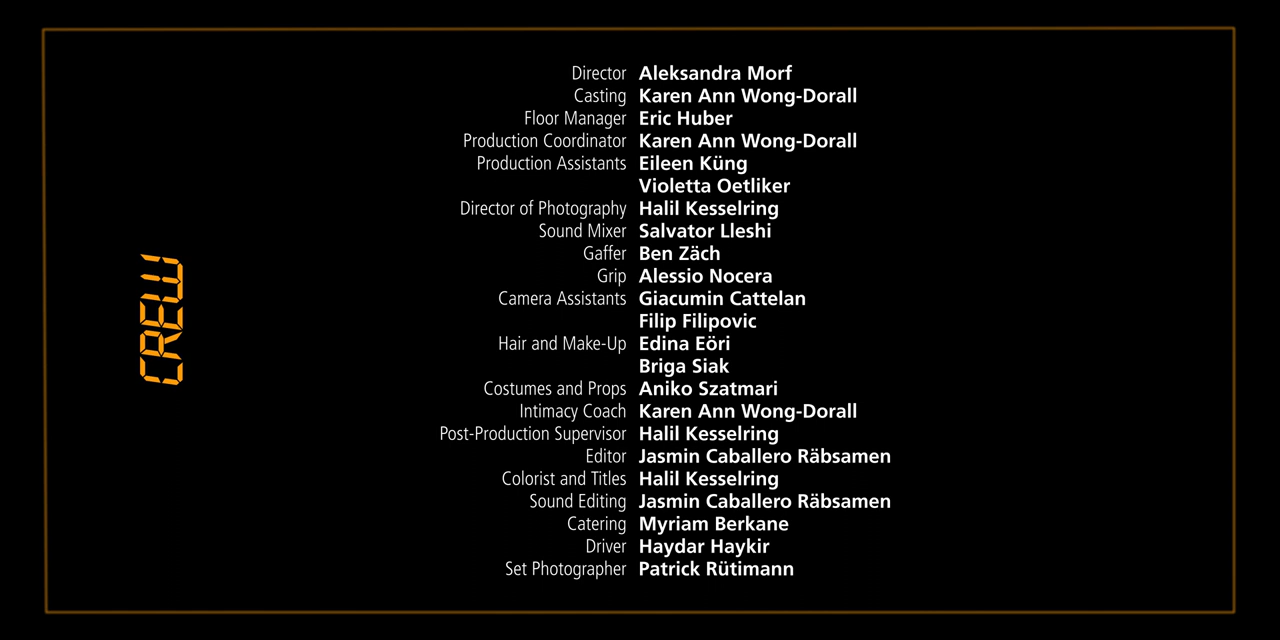 CREW
Director Aleksandra Morf
Casting Karen Ann Wong-Dorall
Floor Manager Eric Huber
Production Coordinator Karen Ann Wong-Dorall
Production Assistants Eileen Küng
Violetta Oetliker
Director of Photography Halil Kesselring
Sound Mixer Salvator Lleshi
Gaffer Ben Zäch
Grip Alessio Nocera
Camera Assistants Giacumin Cattelan
Filip Filipovic
Hair and Make-Up Edina Eöri
Briga Siak
Costumes and Props Aniko Szatmari
Intimacy Coach Karen Ann Wong-Dorall
Post-Production Supervisor Halil Kesselring
Editor Jasmin Caballero Räbsamen
Colorist and Titles Halil Kesselring
Sound Editing Jasmin Caballero Räbsamen
Catering Myriam Berkane
Driver Haydar Haykir
Set Photographer Patrick Rütimann